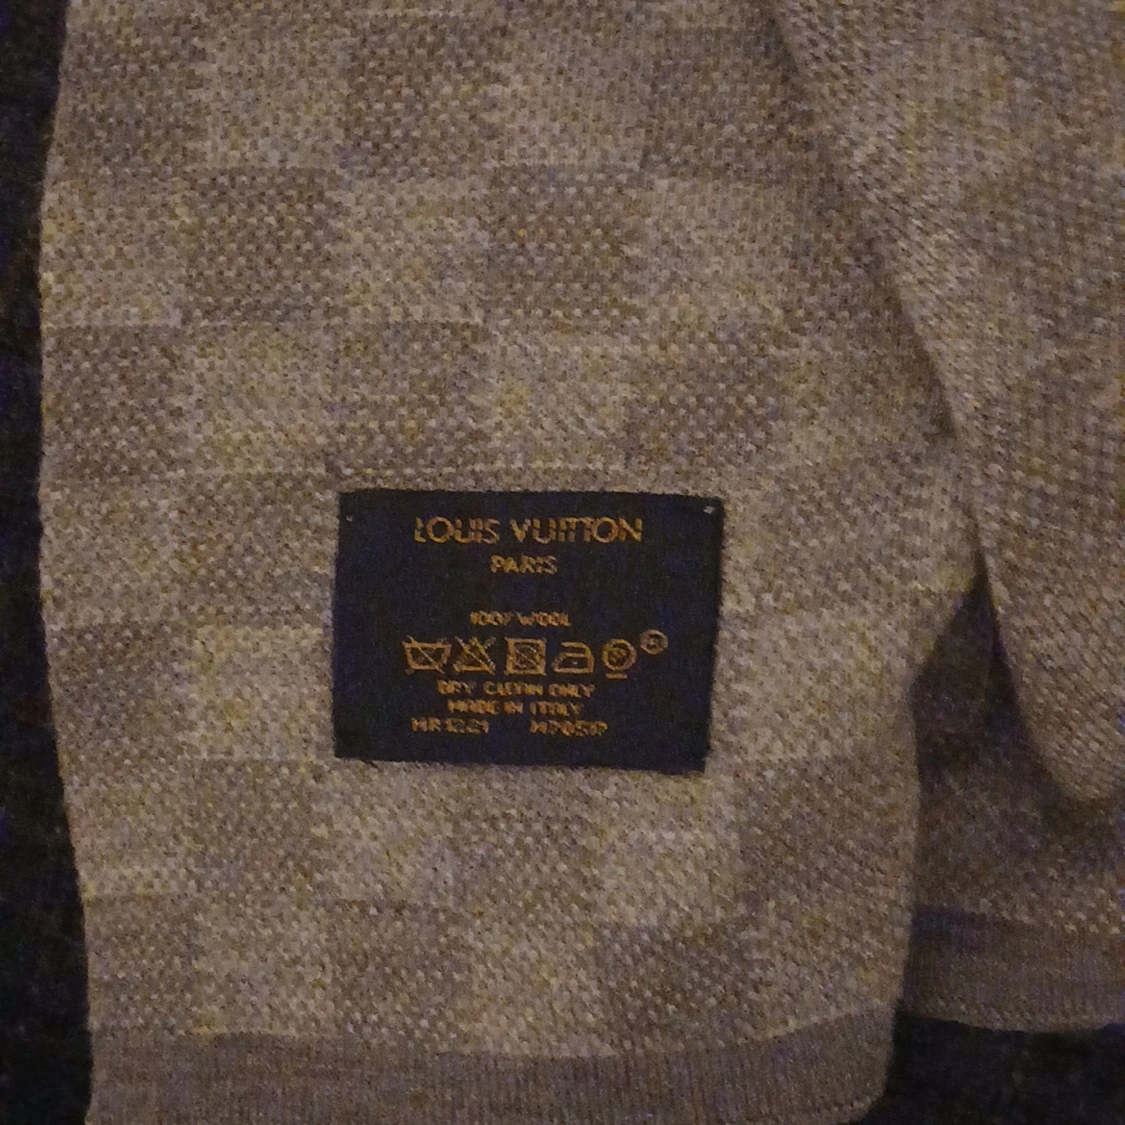 LOUIS VUITTON
PARIS
100% WOOL
DRY CLEAN ONLY
MADE IN ITALY